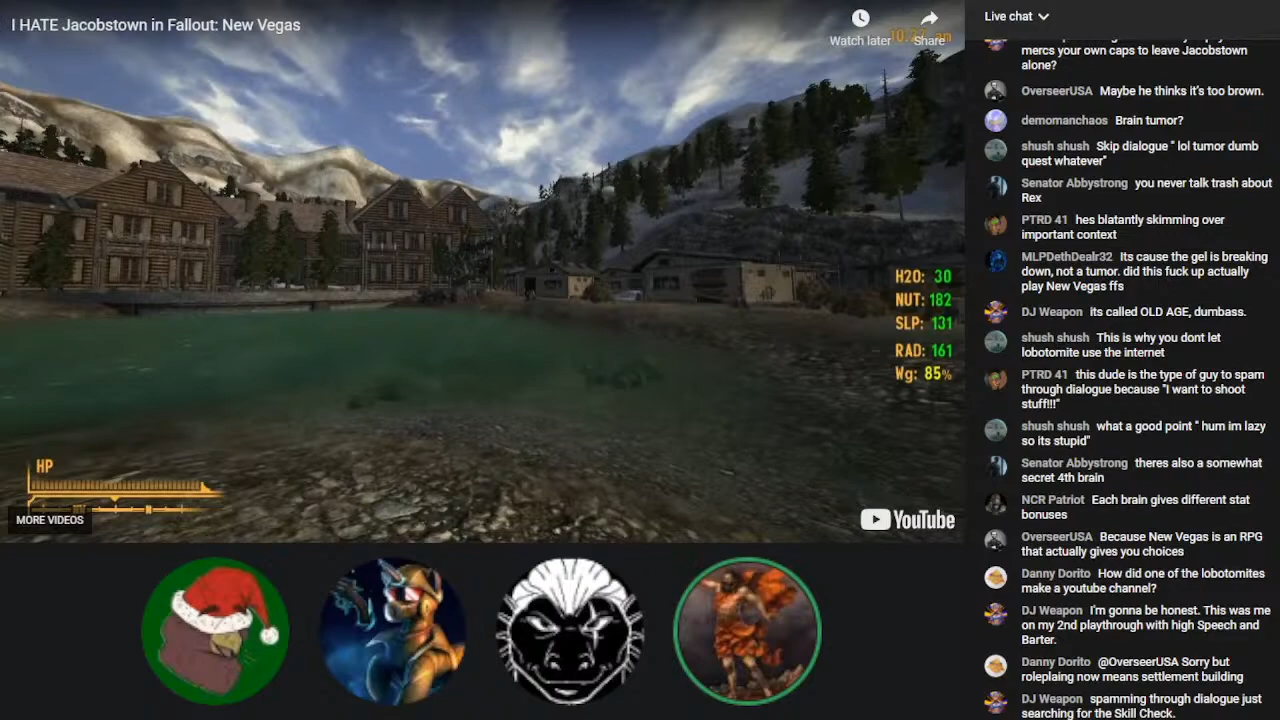 I HATE Jacobstown in Fallout: New Vegas
Watch later
Share
H2O: 30
NUT: 182
SLP: 131
RAD: 161
Wg: 85%
HP
MORE VIDEOS
YouTube
Live chat
mercs your own caps to leave Jacobstown
alone?
OverseerUSA Maybe he thinks it's too brown.
demomanchaos Brain tumor?
shush shush Skip dialogue " lol tumor dumb
quest whatever"
Senator Abbystrong you never talk trash about
Rex
PTRD 41 hes blatantly skimming over
important context
MLPDethDealr32 Its cause the gel is breaking
down, not a tumor. did this fuck up actually
play New Vegas ffs
DJ Weapon its called OLD AGE, dumbass.
shush shush This is why you dont let
lobotomite use the internet
PTRD 41 this dude is the type of guy to spam
through dialogue because "I want to shoot
stuff!!!"
shush shush what a good point " hum im lazy
so its stupid"
Senator Abbystrong theres also a somewhat
secret 4th brain
NCR Patriot Each brain gives different stat
bonuses
OverseerUSA Because New Vegas is an RPG
that actually gives you choices
Danny Dorito How did one of the lobotomites
make a youtube channel?
DJ Weapon I'm gonna be honest. This was me
on my 2nd playthrough with high Speech and
Barter.
Danny Dorito @OverseerUSA Sorry but
roleplaying now means settlement building
DJ Weapon spamming through dialogue just
searching for the Skill Check.